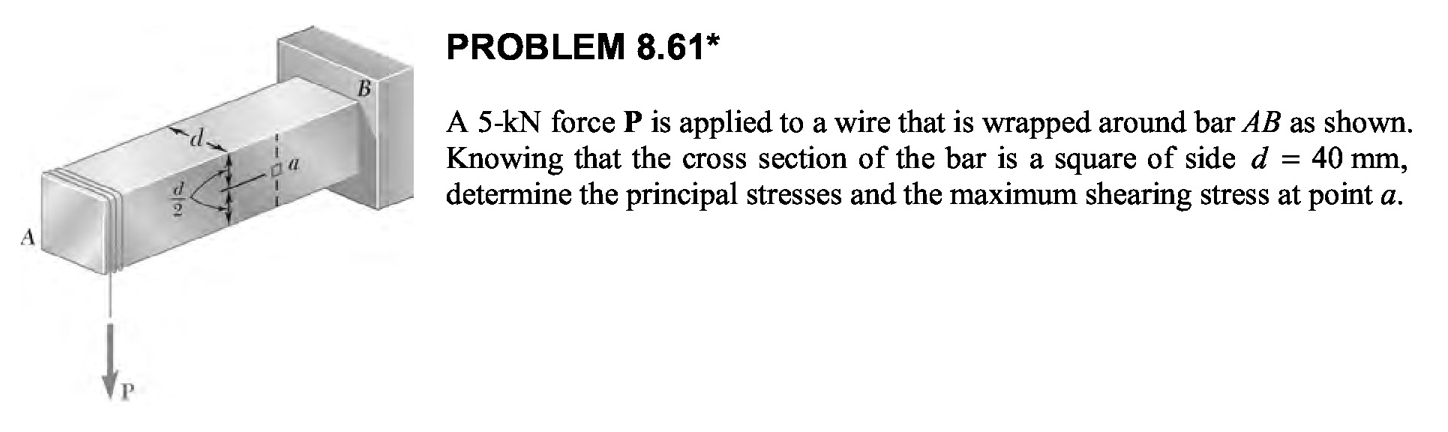 PROBLEM 8.61*
A 5-kN force P is applied to a wire that is wrapped around bar AB as shown.
Knowing that the cross section of the bar is a square of side d = 40 mm,
determine the principal stresses and the maximum shearing stress at point a.
B
d
a
d
2
A
P